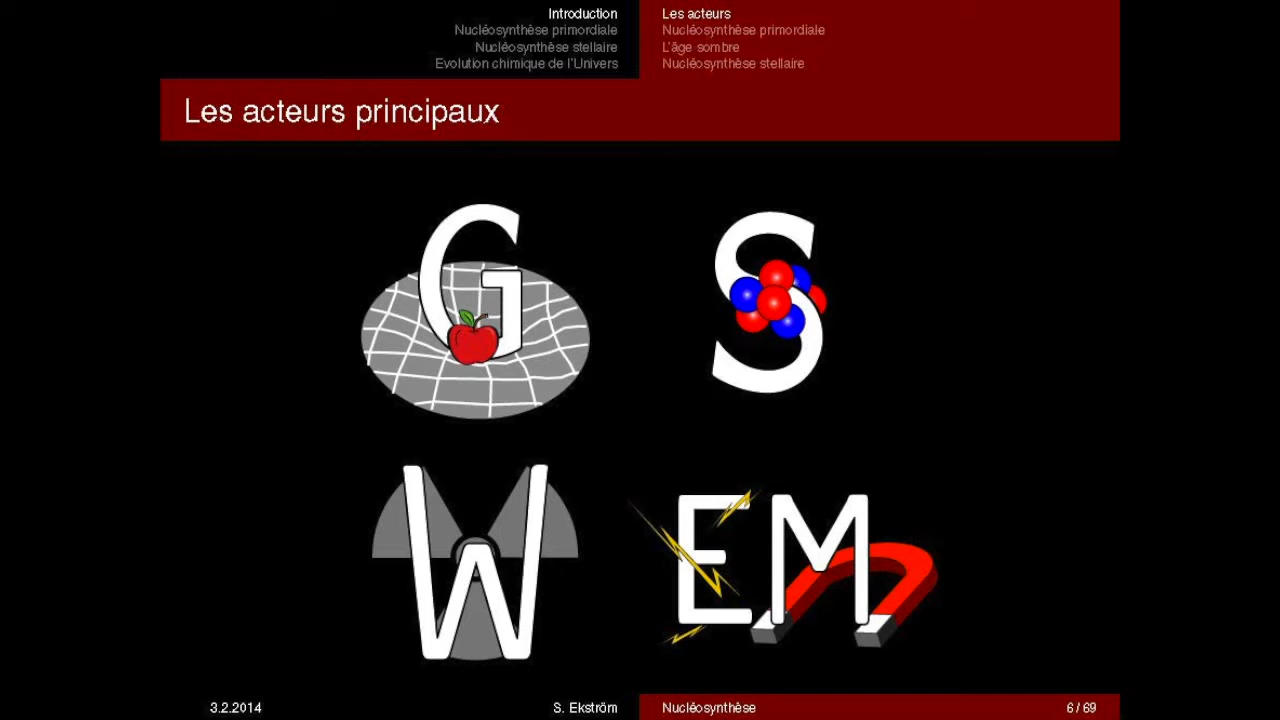 Introduction
Nucléosynthèse primordiale
Nucléosynthèse stellaire
Evolution chimique de l'Univers
Les acteurs
Nucléosynthèse primordiale
L'âge sombre
Nucléosynthèse stellaire
Les acteurs principaux
G
S
W
EM
3.2.2014
S. Ekström
Nucléosynthèse
6 / 69